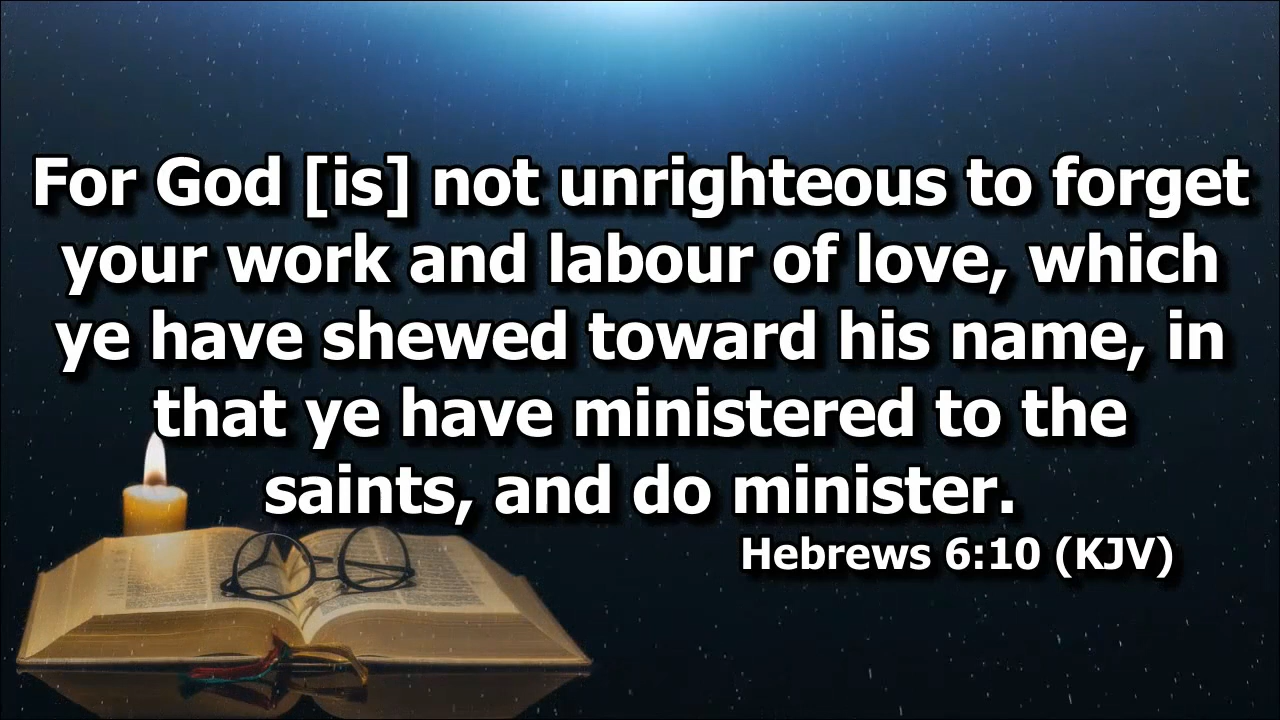 For God [is] not unrighteous to forget
your work and labour of love, which
ye have shewed toward his name, in
that ye have ministered to the
saints, and do minister.
Hebrews 6:10 (KJV)